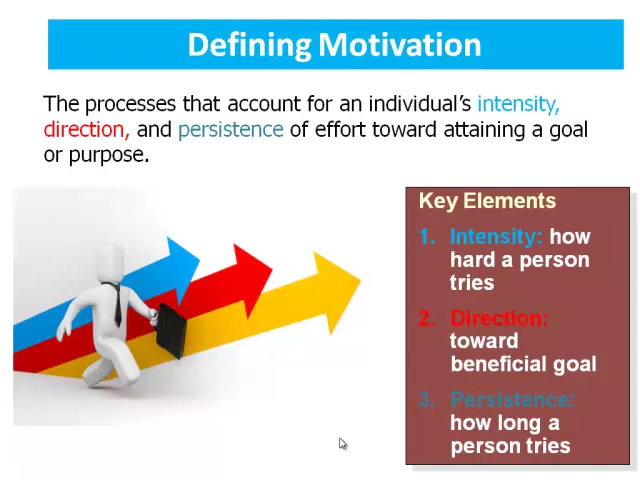 Defining Motivation
The processes that account for an individual's intensity,
direction, and persistence of effort toward attaining a goal
or purpose.
Key Elements
1. Intensity: how
hard a person
tries
2. Direction:
toward
beneficial goal
3. Persistence:
how long a
person tries